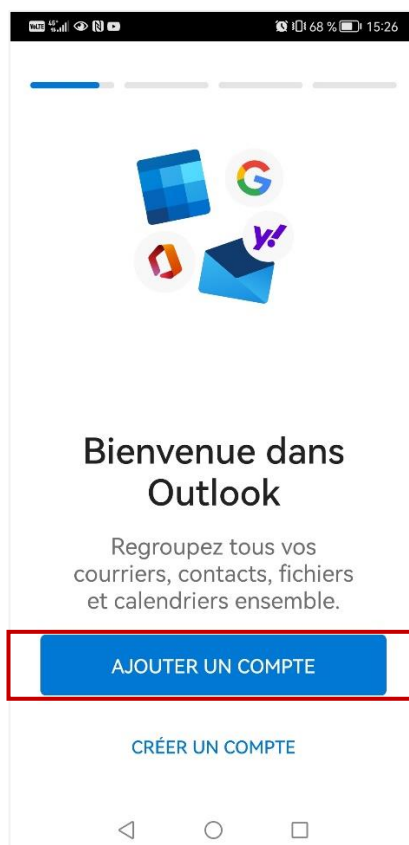 VoLTE 68 % 15:26
G
y!
Bienvenue dans
Outlook
Regroupez tous vos
courriers, contacts, fichiers
et calendriers ensemble.
AJOUTER UN COMPTE
CRÉER UN COMPTE